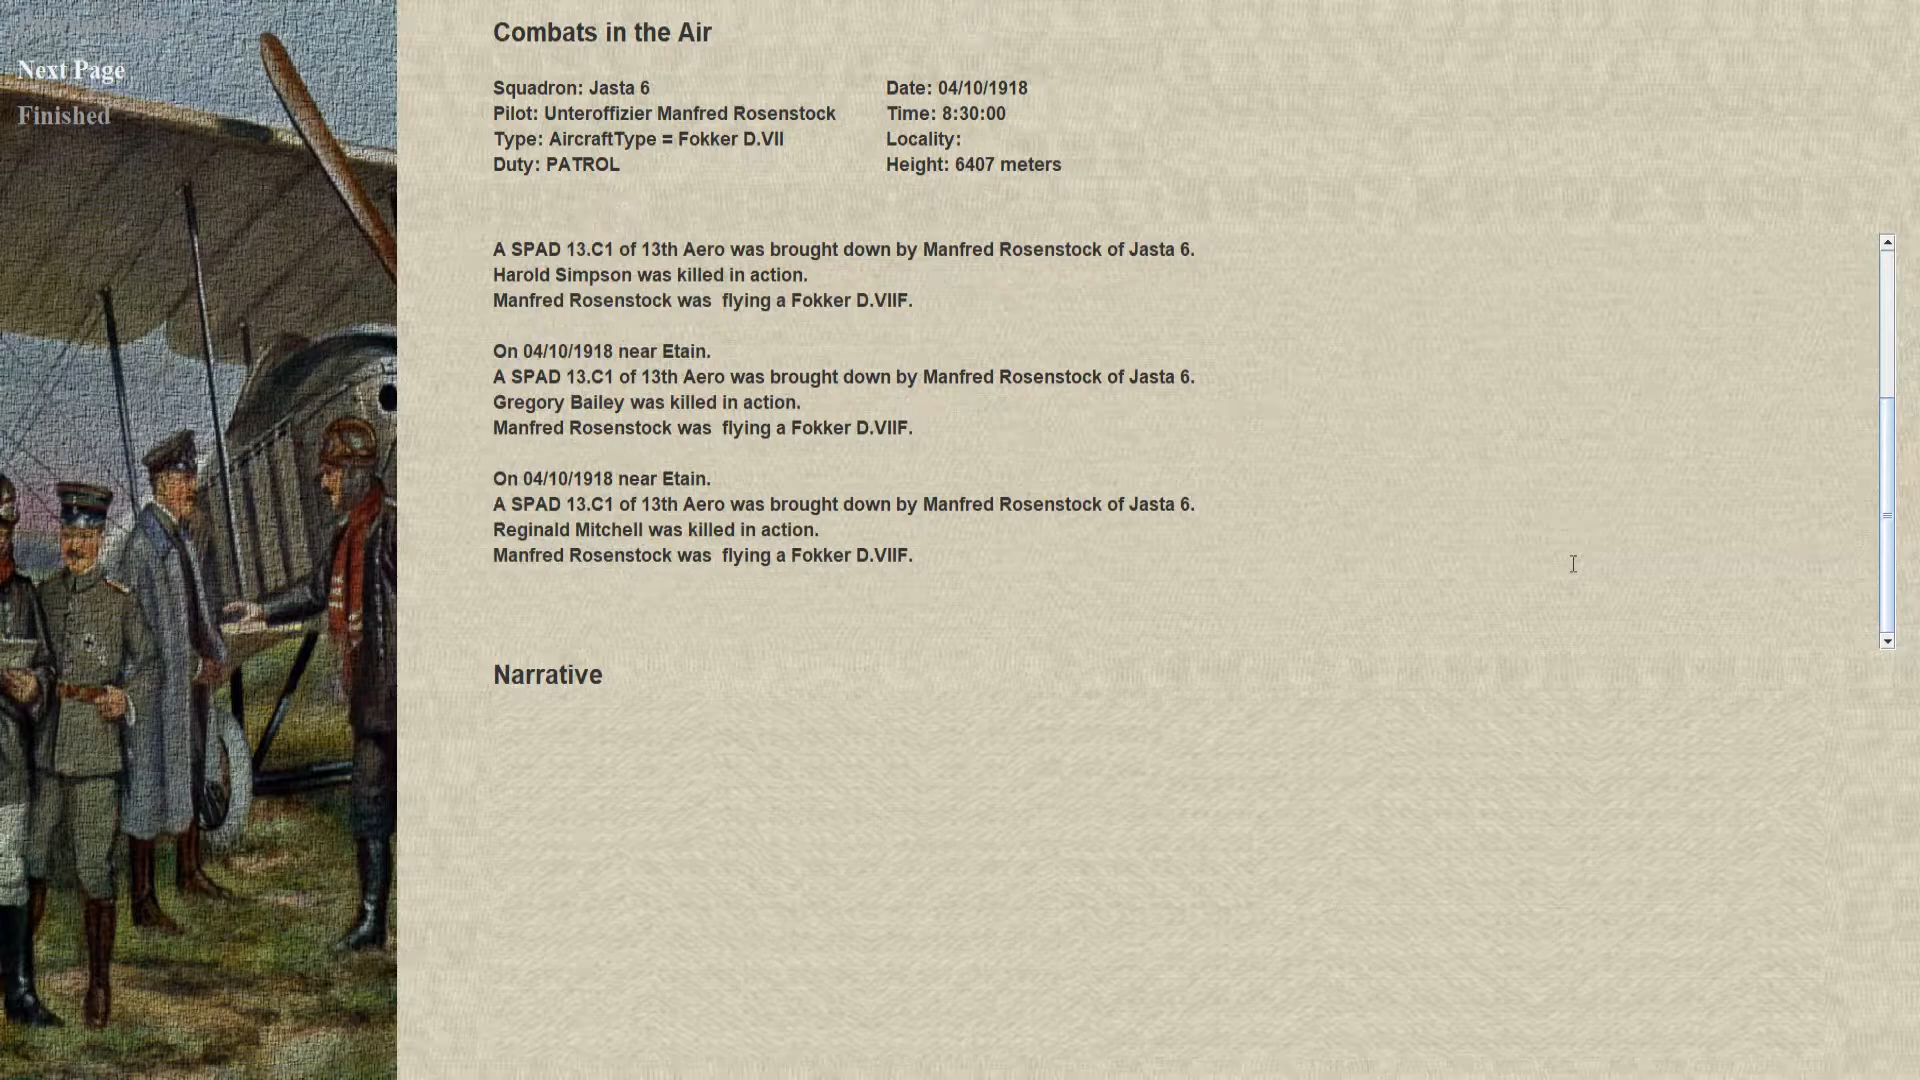 Combats in the Air
Next Page
Finished
Squadron: Jasta 6
Pilot: Unteroffizier Manfred Rosenstock
Type: AircraftType = Fokker D.VII
Duty: PATROL
Date: 04/10/1918
Time: 8:30:00
Locality:
Height: 6407 meters
A SPAD 13.C1 of 13th Aero was brought down by Manfred Rosenstock of Jasta 6.
Harold Simpson was killed in action.
Manfred Rosenstock was  flying a Fokker D.VIIF.
On 04/10/1918 near Etain.
A SPAD 13.C1 of 13th Aero was brought down by Manfred Rosenstock of Jasta 6.
Gregory Bailey was killed in action.
Manfred Rosenstock was  flying a Fokker D.VIIF.
On 04/10/1918 near Etain.
A SPAD 13.C1 of 13th Aero was brought down by Manfred Rosenstock of Jasta 6.
Reginald Mitchell was killed in action.
Manfred Rosenstock was  flying a Fokker D.VIIF.
Narrative